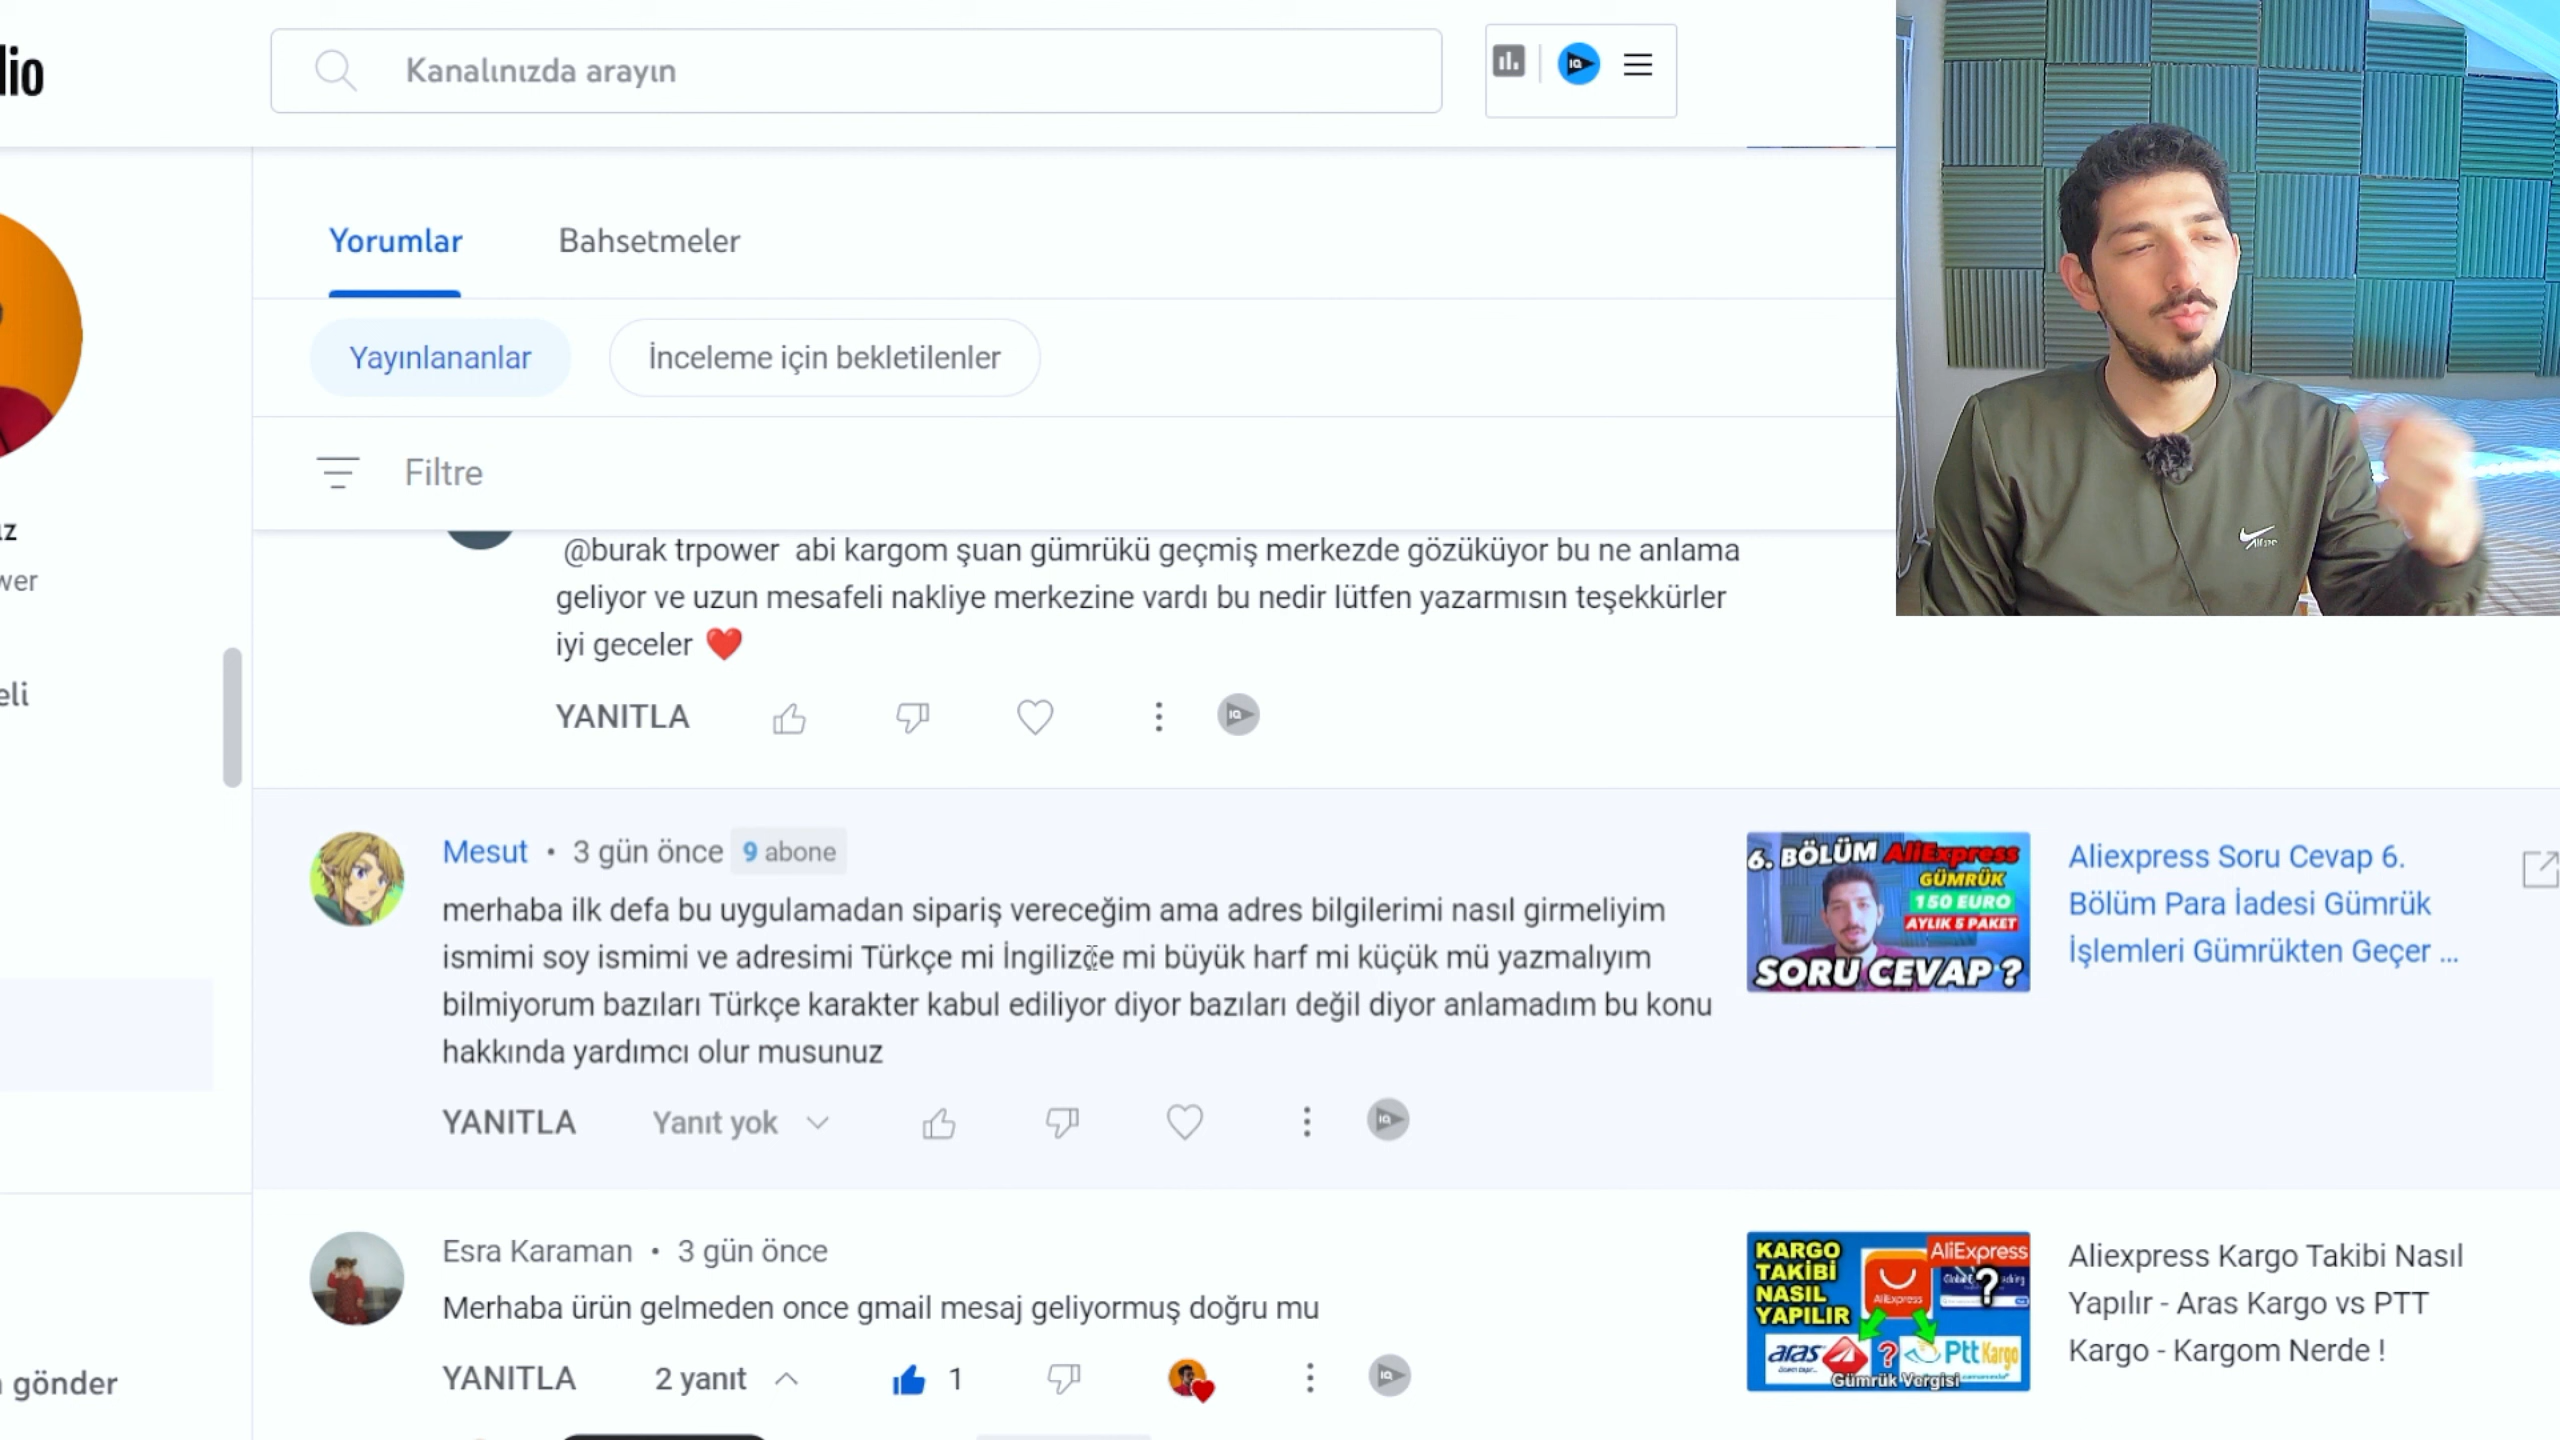 dio
Kanalınızda arayın
Yorumlar
Bahsetmeler
Yayınlananlar
İnceleme için bekletilenler
Filtre
@burak trpower abi kargom şuan gümrükü geçmiş merkezde gözüküyor bu ne anlama
geliyor ve uzun mesafeli nakliye merkezine vardı bu nedir lütfen yazarmısın teşekkürler
iyi geceler ❤️
YANITLA
Mesut • 3 gün önce 9 abone
merhaba ilk defa bu uygulamadan sipariş vereceğim ama adres bilgilerimi nasıl girmeliyim
ismimi soy ismimi ve adresimi Türkçe mi İngilizçe mi büyük harf mi küçük mü yazmalıyım
bilmiyorum bazıları Türkçe karakter kabul ediliyor diyor bazıları değil diyor anlamadım bu konu
hakkında yardımcı olur musunuz
YANITLA
Yanıt yok
6. BÖLÜM AliExpress
GÜMRÜK
150 EURO
AYLIK 5 PAKET
SORU CEVAP ?
Aliexpress Soru Cevap 6.
Bölüm Para İadesi Gümrük
İşlemleri Gümrükten Geçer ...
Esra Karaman • 3 gün önce
Merhaba ürün gelmeden once gmail mesaj geliyormuş doğru mu
YANITLA
2 yanıt
1
KARGO
TAKİBİ
NASIL
YAPILIR
AliExpress
AliExpress
?
aras
?
Ptt Kargo
Gümrük Vergisi
Aliexpress Kargo Takibi Nasıl
Yapılır - Aras Kargo vs PTT
Kargo - Kargom Nerde !
ız
wer
eli
gönder